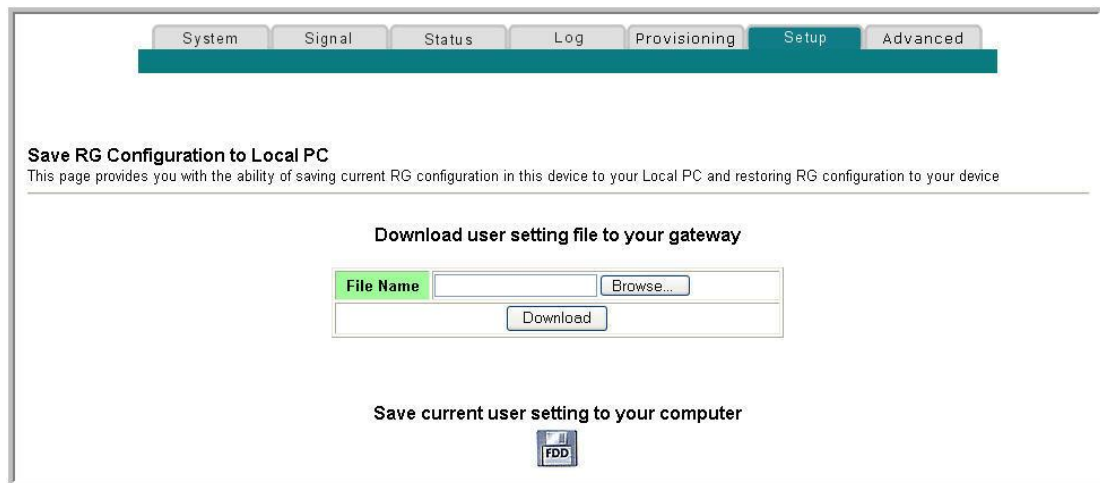 System Signal Status Log Provisioning Setup Advanced
Save RG Configuration to Local PC
This page provides you with the ability of saving current RG configuration in this device to your Local PC and restoring RG configuration to your device
Download user setting file to your gateway
File Name Browse...
Download
Save current user setting to your computer
FDD